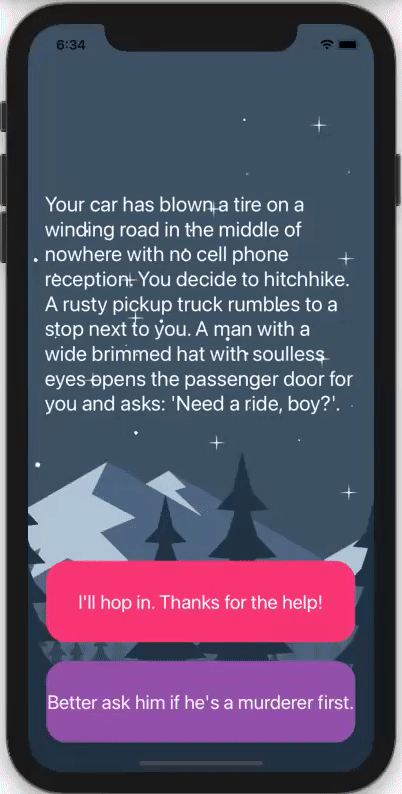 6:34
Your car has blown a tire on a
winding road in the middle of
nowhere with no cell phone
reception. You decide to hitchhike.
A rusty pickup truck rumbles to a
stop next to you. A man with a
wide brimmed hat with soulless
eyes opens the passenger door for
you and asks: 'Need a ride, boy?'.
I'll hop in. Thanks for the help!
Better ask him if he's a murderer first.